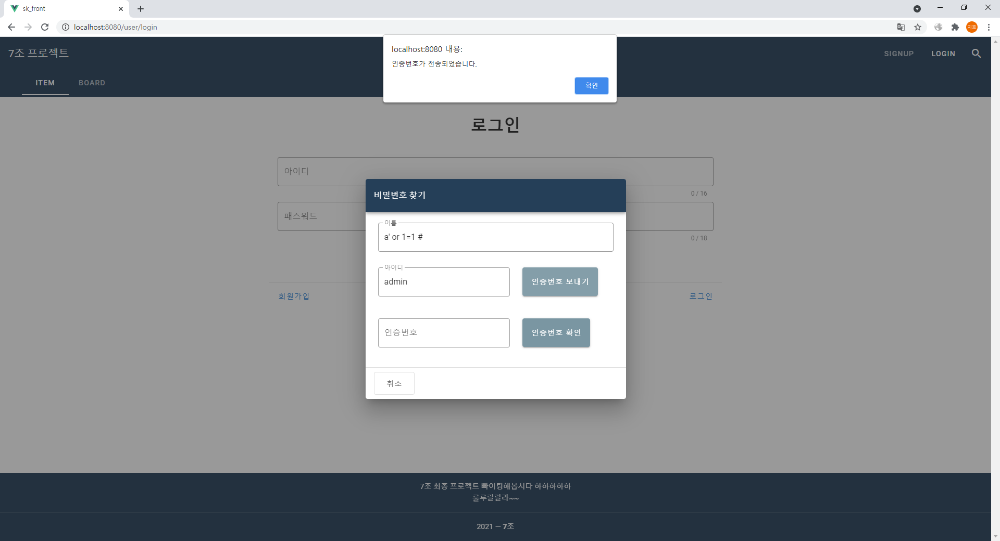 sk_front
localhost:8080/user/login
지호
7조 프로젝트
SIGNUP
LOGIN
ITEM
BOARD
localhost:8080 내용:
인증번호가 전송되었습니다.
확인
로그인
아이디
0 / 16
패스워드
0 / 18
비밀번호 찾기
이름
a' or 1=1 #
아이디
admin
인증번호 보내기
인증번호
인증번호 확인
취소
회원가입
로그인
7조 최종 프로젝트 빠이팅해봅시다 하하하하하
룰루랄랄라~~
2021 — 7조